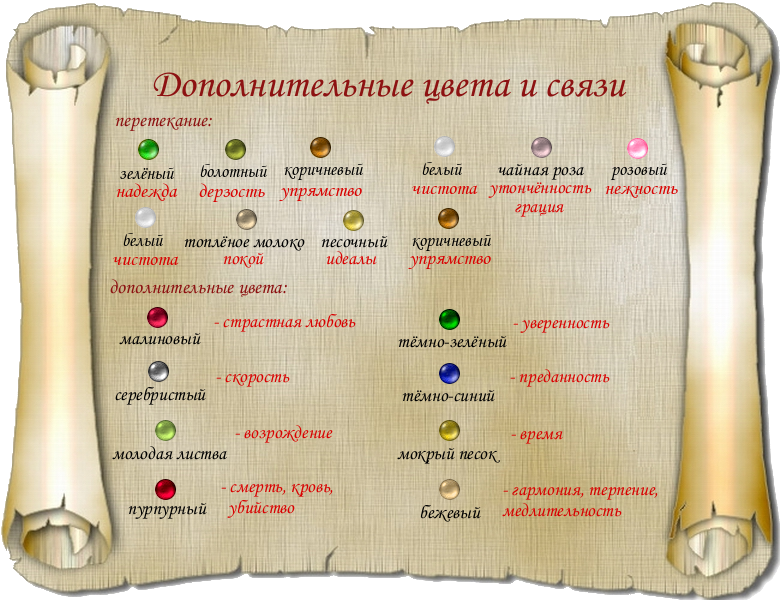 Дополнительные цвета и связи
перетекание:
зелёный болотный коричневый белый чайная роза розовый
надежда дерзость упрямство чистота утончённость нежность
грация
белый топлёное молоко песочный коричневый
чистота покой идеалы упрямство
дополнительные цвета:
малиновый - страстная любовь
тёмно-зелёный - уверенность
серебристый - скорость
тёмно-синий - преданность
молодая листва - возрождение
мокрый песок - время
пурпурный - смерть, кровь,
убийство
бежевый - гармония, терпение,
медлительность